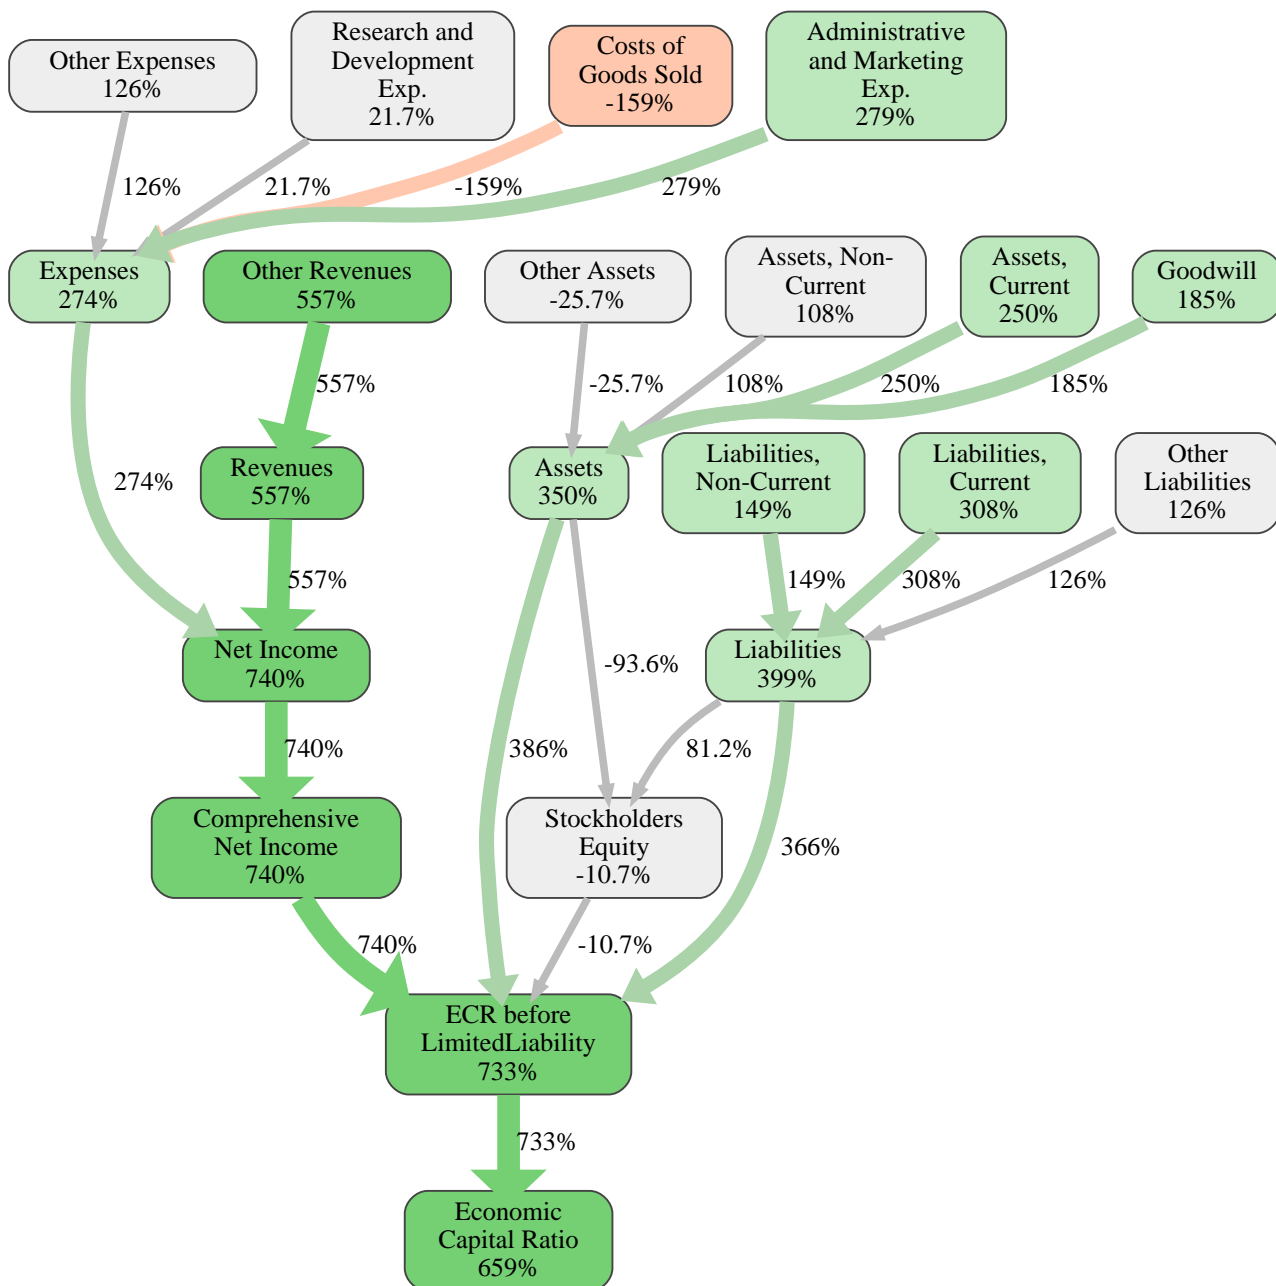 Other Expenses
126%
Research and
Development
Exp.
21.7%
Costs of
Goods Sold
-159%
Administrative
and Marketing
Exp.
279%
126%
21.7%
-159%
279%
Expenses
274%
Other Revenues
557%
Other Assets
-25.7%
Assets, Non-
Current
108%
Assets,
Current
250%
Goodwill
185%
557%
-25.7%
108%
250%
185%
274%
Revenues
557%
Assets
350%
Liabilities,
Non-Current
149%
Liabilities,
Current
308%
Other
Liabilities
126%
557%
149%
308%
126%
Net Income
740%
-93.6%
Liabilities
399%
740%
386%
81.2%
Comprehensive
Net Income
740%
Stockholders
Equity
-10.7%
366%
740%
-10.7%
ECR before
LimitedLiability
733%
733%
Economic
Capital Ratio
659%